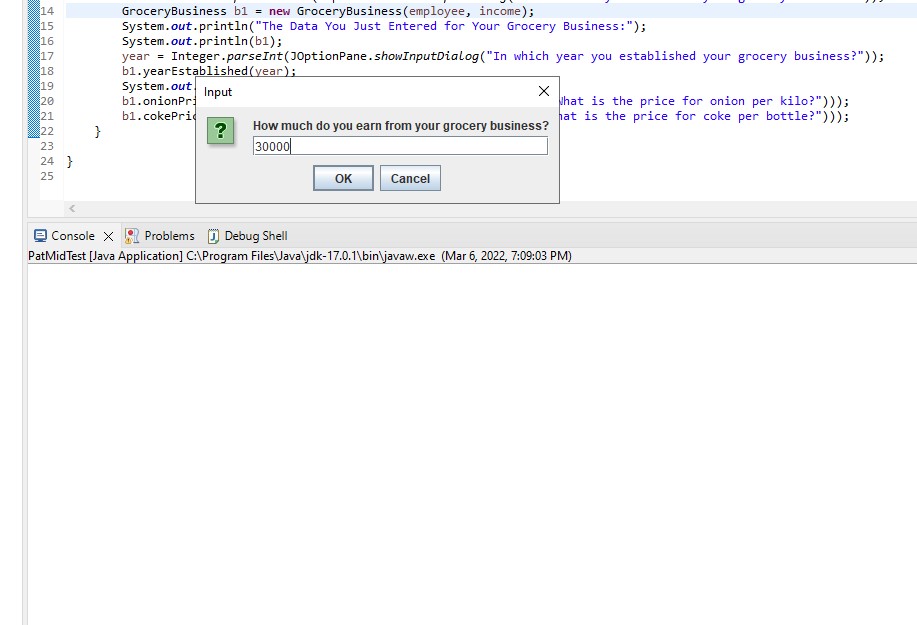 14 GroceryBusiness b1 = new GroceryBusiness(employee, income);
15 System.out.println("The Data You Just Entered for Your Grocery Business:");
16 System.out.println(b1);
17 year = Integer.parseInt(JOptionPane.showInputDialog("In which year you established your grocery business?"));
18 b1.yearEstablished(year);
19 System.out.
20 b1.onionPri What is the price for onion per kilo?")));
21 b1.cokePric hat is the price for coke per bottle?")));
22 }
23
24 }
25
Input
?
How much do you earn from your grocery business?
30000
OK Cancel
Console Problems Debug Shell
PatMidTest [Java Application] C:\Program Files\Java\jdk-17.0.1\bin\javaw.exe (Mar 6, 2022, 7:09:03 PM)